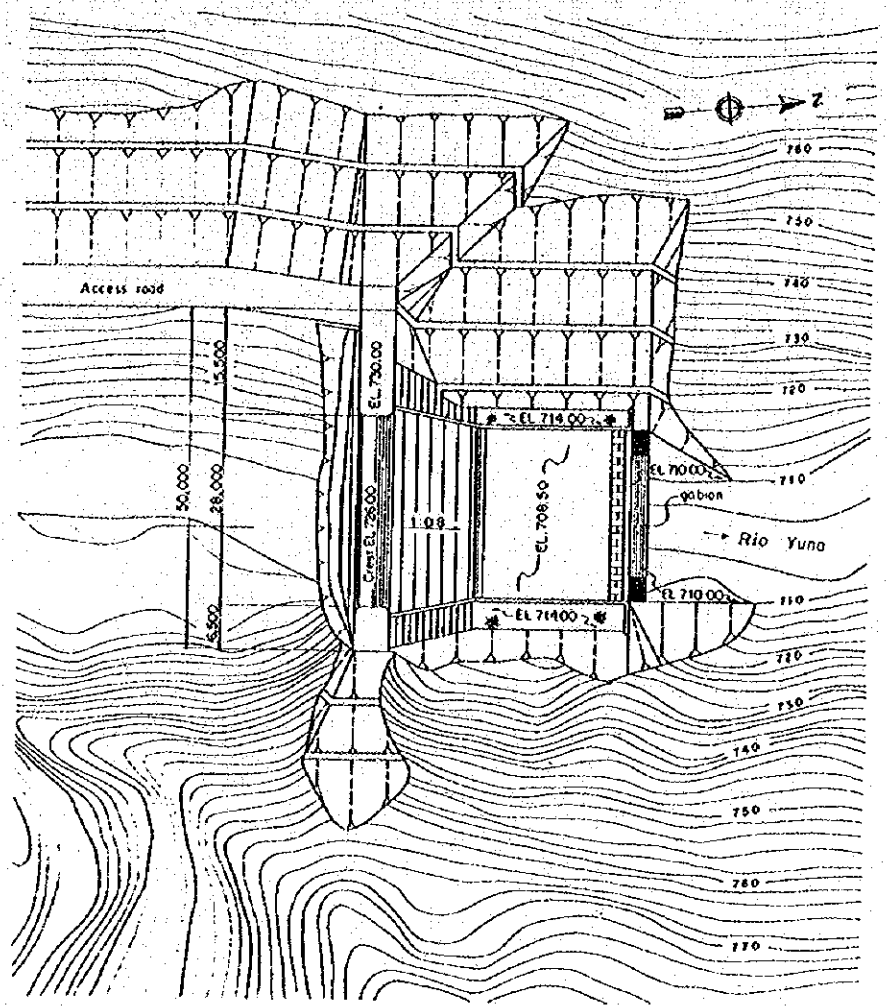 Z
760
750
740
730
720
710
Access road
15,500
28,000
50,000
6,500
EL. 730.00
Crest EL. 726.00
1:0.8
EL. 714.00
EL. 708.50
EL. 714.00
EL 710.00
gabion
→ Rio Yuna
EL 710.00
710
720
730
740
750
760
770